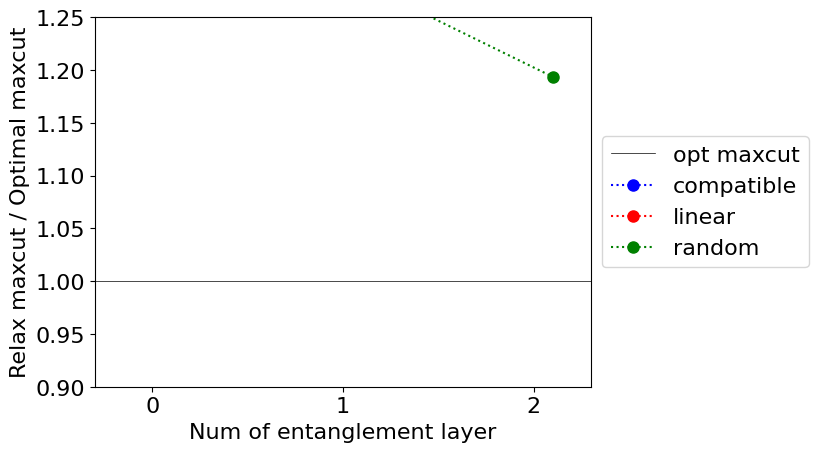 Relax maxcut / Optimal maxcut
1.25
1.20
1.15
1.10
1.05
1.00
0.95
0.90
0 1 2
Num of entanglement layer
opt maxcut
compatible
linear
random